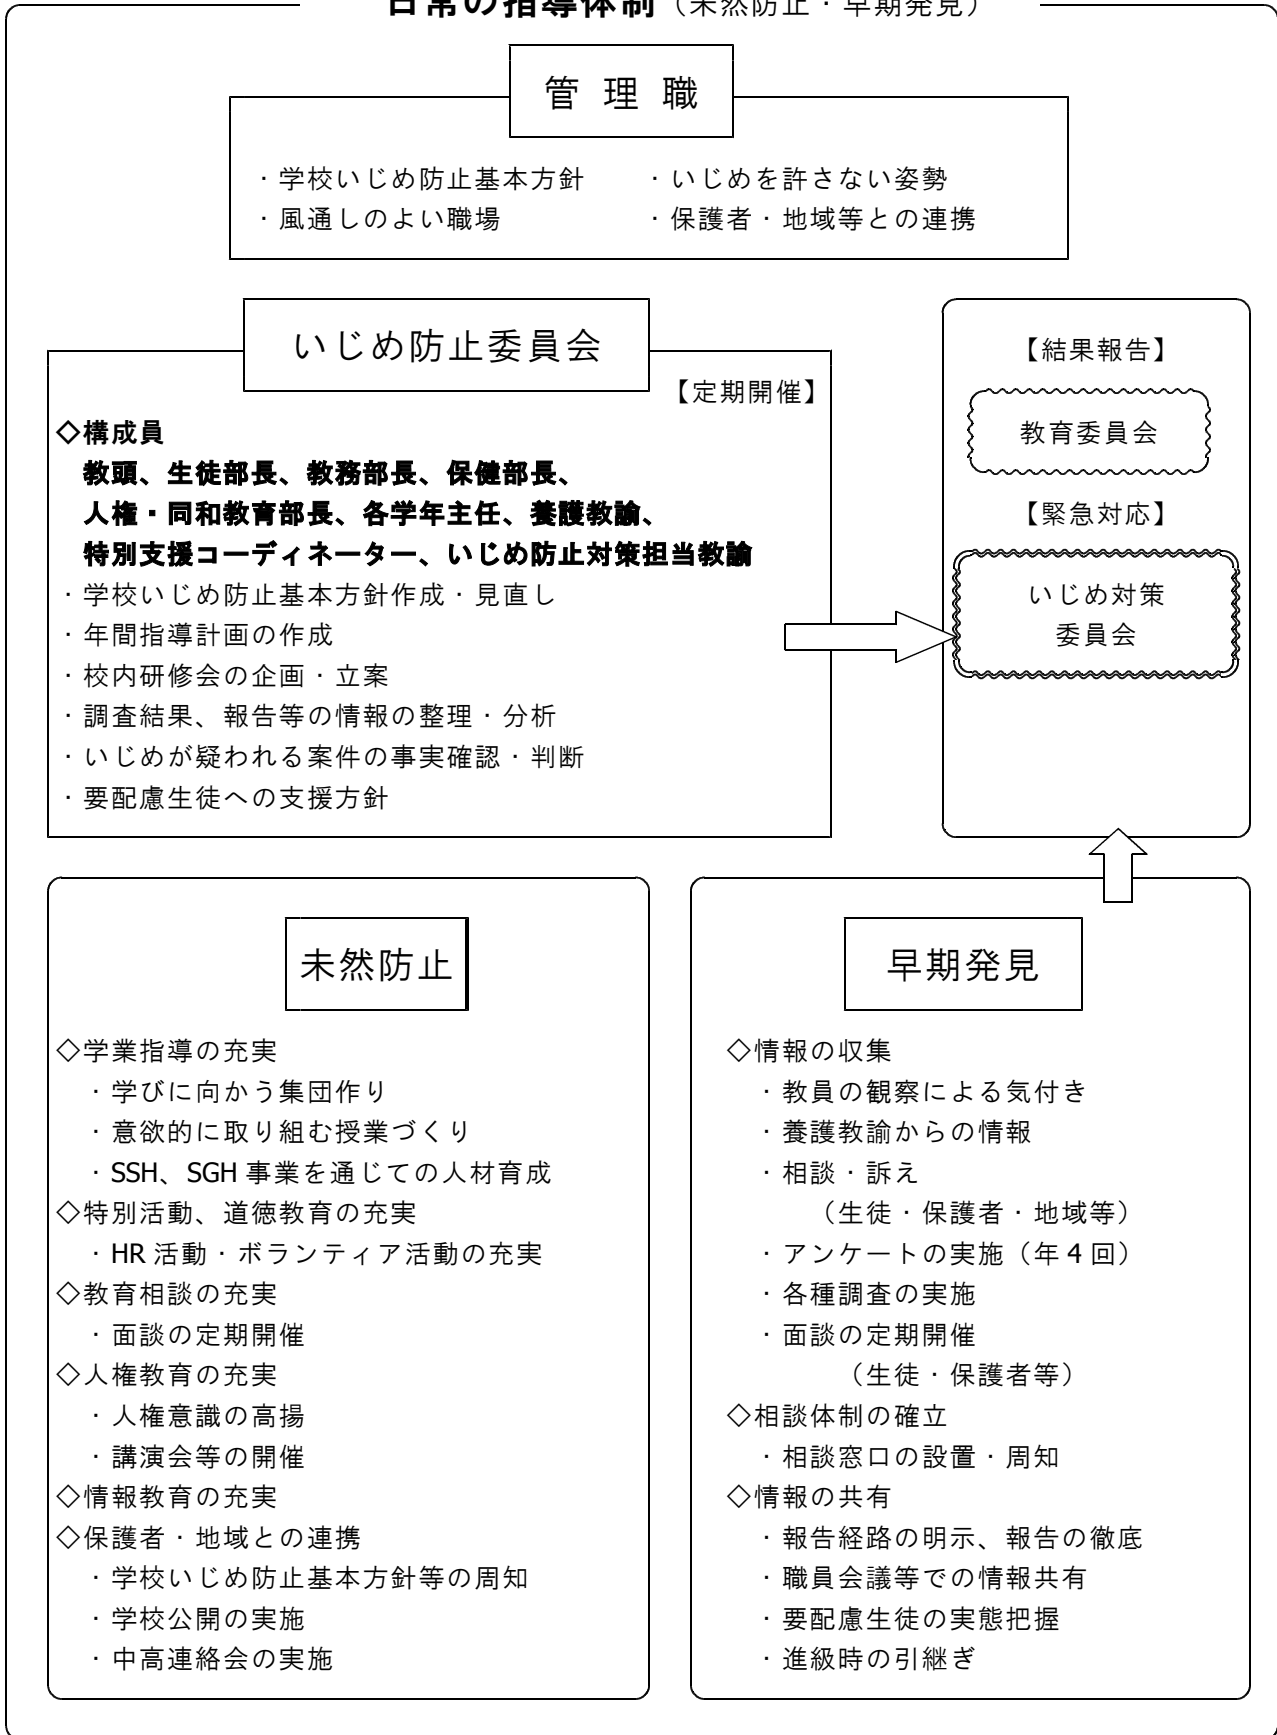 日常の指導体制（未然防止・早期発見）
管 理 職
・学校いじめ防止基本方針　　・いじめを許さない姿勢
・風通しのよい職場　　・保護者・地域等との連携
いじめ防止委員会
【定期開催】
◇構成員
教頭、生徒部長、教務部長、保健部長、
人権・同和教育部長、各学年主任、養護教諭、
特別支援コーディネーター、いじめ防止対策担当教諭
・学校いじめ防止基本方針作成・見直し
・年間指導計画の作成
・校内研修会の企画・立案
・調査結果、報告等の情報の整理・分析
・いじめが疑われる案件の事実確認・判断
・要配慮生徒への支援方針
【結果報告】
教育委員会
【緊急対応】
いじめ対策
委員会
未然防止
◇学業指導の充実
・学びに向かう集団作り
・意欲的に取り組む授業づくり
・SSH、SGH 事業を通じての人材育成
◇特別活動、道徳教育の充実
・HR 活動・ボランティア活動の充実
◇教育相談の充実
・面談の定期開催
◇人権教育の充実
・人権意識の高揚
・講演会等の開催
◇情報教育の充実
◇保護者・地域との連携
・学校いじめ防止基本方針等の周知
・学校公開の実施
・中高連絡会の実施
早期発見
◇情報の収集
・教員の観察による気付き
・養護教諭からの情報
・相談・訴え
（生徒・保護者・地域等）
・アンケートの実施（年４回）
・各種調査の実施
・面談の定期開催
（生徒・保護者等）
◇相談体制の確立
・相談窓口の設置・周知
◇情報の共有
・報告経路の明示、報告の徹底
・職員会議等での情報共有
・要配慮生徒の実態把握
・進級時の引継ぎ